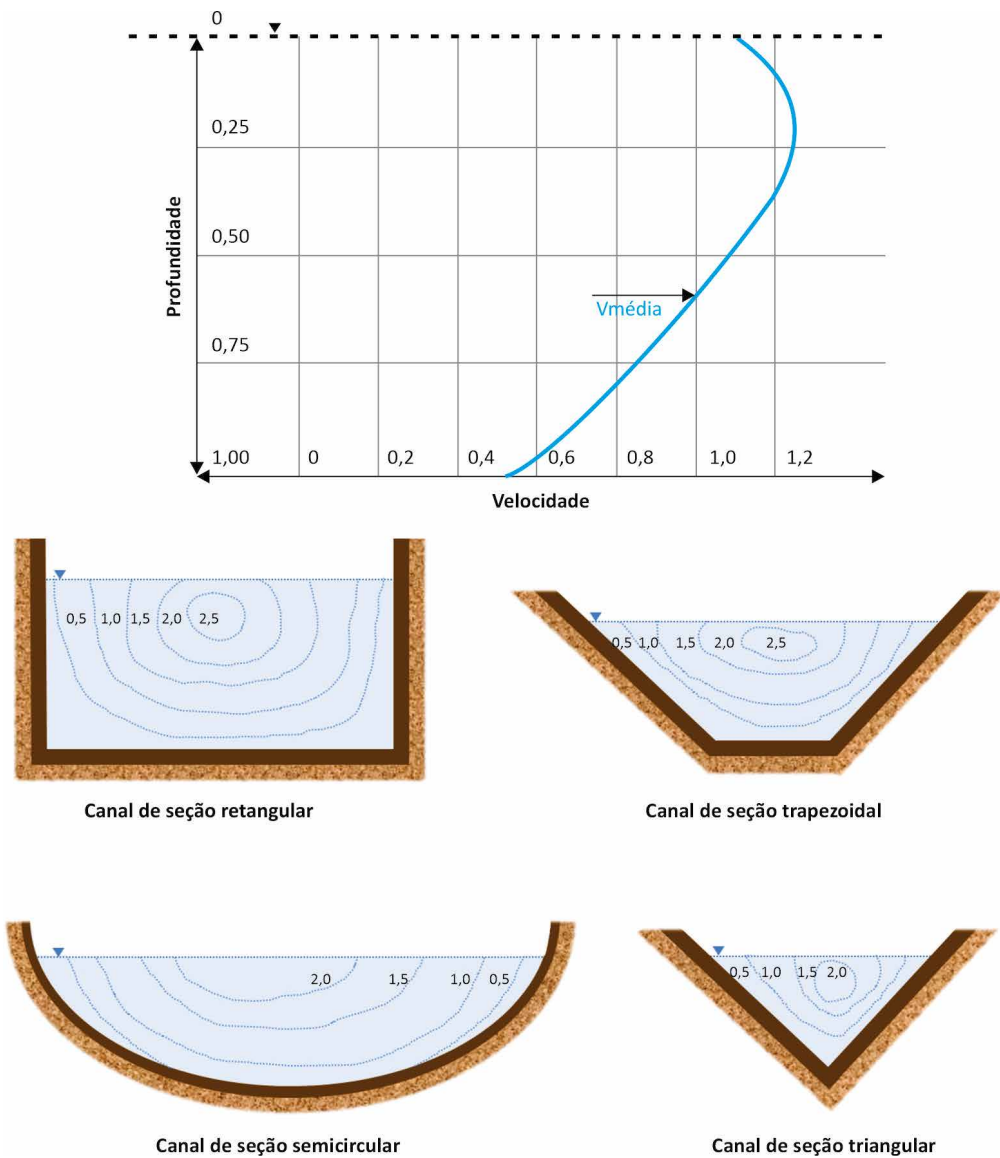 0
0,25
0,50
Profundidade
Vmédia
0,75
1,00 0 0,2 0,4 0,6 0,8 1,0 1,2
Velocidade
0,5 1,0 1,5 2,0 2,5
0,5 1,0 1,5 2,0 2,5
Canal de seção retangular
Canal de seção trapezoidal
2,0 1,5 1,0 0,5
0,5 1,0 1,5 2,0
Canal de seção semicircular
Canal de seção triangular